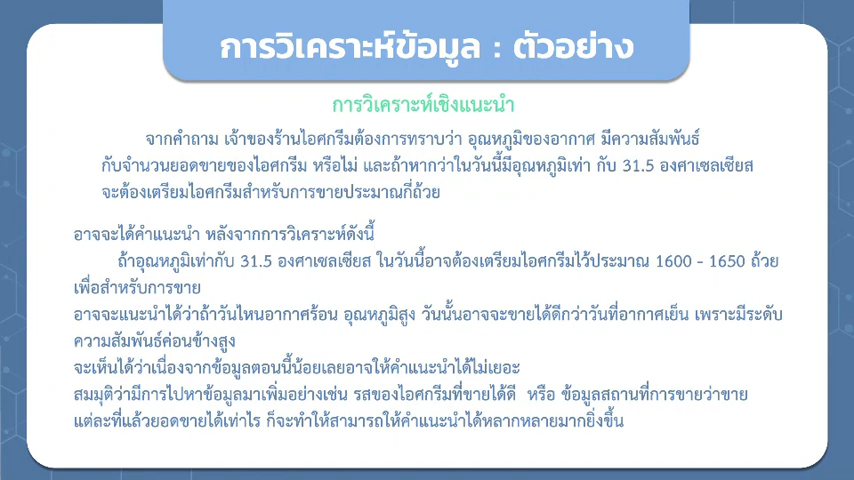 การวิเคราะห์ข้อมูล : ตัวอย่าง
การวิเคราะห์เชิงแนะนำ
จากคำถาม เจ้าของร้านไอศกรีมต้องการทราบว่า อุณหภูมิของอากาศ มีความสัมพันธ์
กับจำนวนยอดขายของไอศกรีม หรือไม่ และถ้าหากว่าในวันนี้มีอุณหภูมิเท่า กับ 31.5 องศาเซลเซียส
จะต้องเตรียมไอศกรีมสำหรับการขายประมาณกี่ถ้วย
อาจจะได้คำแนะนำ หลังจากการวิเคราะห์ดังนี้
ถ้าอุณหภูมิเท่ากับ 31.5 องศาเซลเซียส ในวันนี้อาจต้องเตรียมไอศกรีมไว้ประมาณ 1600 - 1650 ถ้วย
เพื่อสำหรับการขาย
อาจจะแนะนำได้ว่าถ้าวันไหนอากาศร้อน อุณหภูมิสูง วันนั้นอาจจะขายได้ดีกว่าวันที่อากาศเย็น เพราะมีระดับ
ความสัมพันธ์ค่อนข้างสูง
จะเห็นได้ว่าเนื่องจากข้อมูลตอนนี้น้อยเลยอาจให้คำแนะนำได้ไม่เยอะ
สมมุติว่ามีการไปหาข้อมูลมาเพิ่มอย่างเช่น รสของไอศกรีมที่ขายได้ดี หรือ ข้อมูลสถานที่การขายว่าขาย
แต่ละที่แล้วยอดขายได้เท่าไร ก็จะทำให้สามารถให้คำแนะนำได้หลากหลายมากยิ่งขึ้น